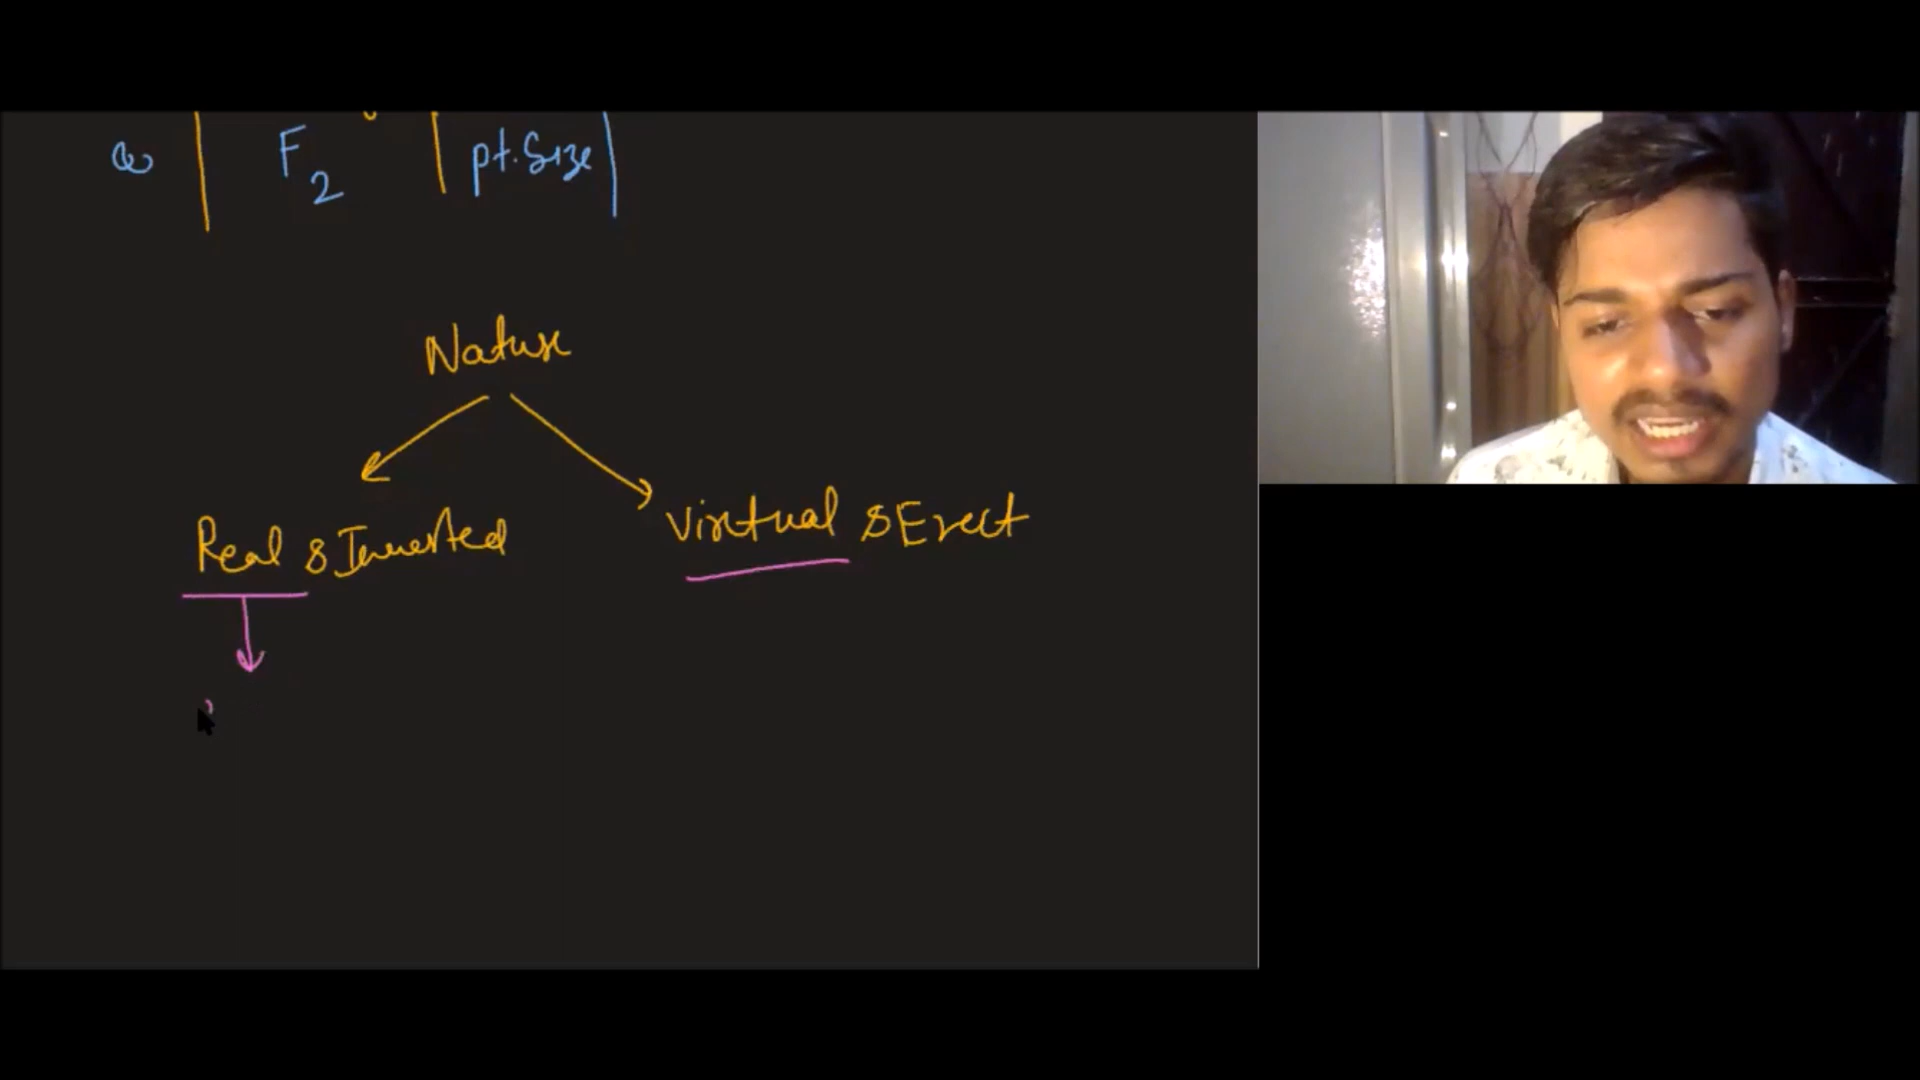 ∞ | F2 | pt. Size |
Nature
Real & Inverted
Virtual & Erect